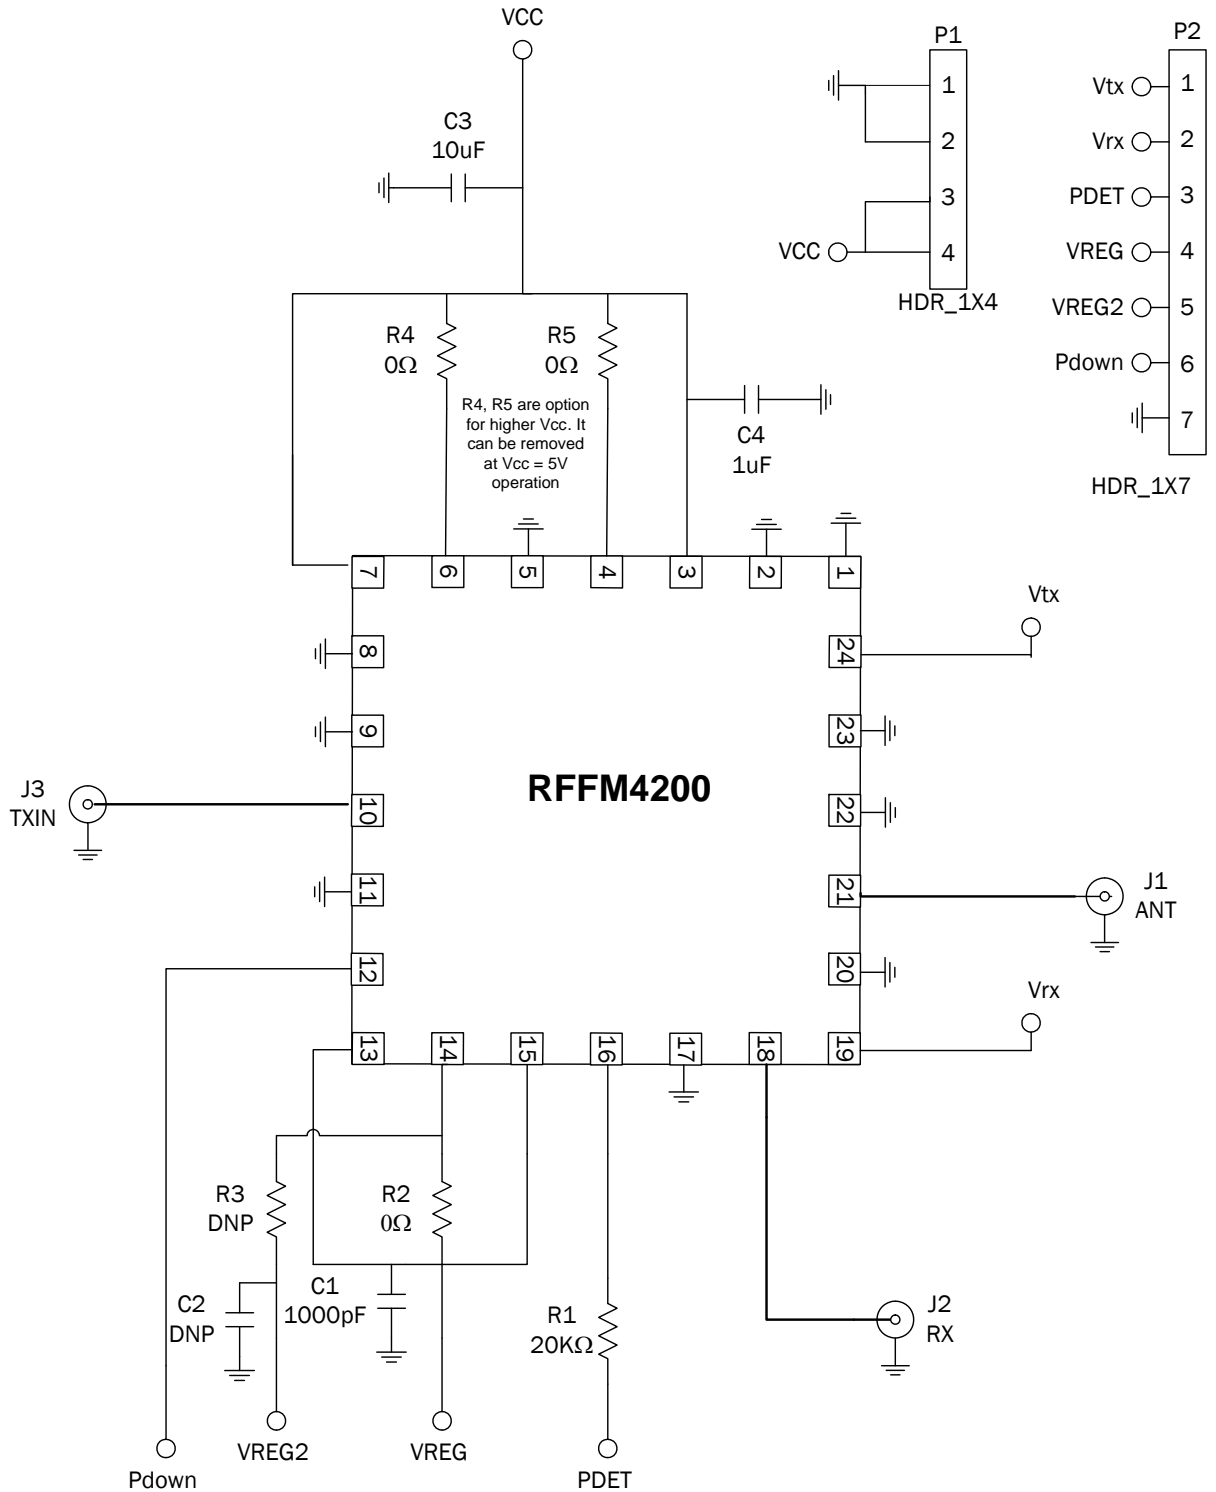 VCC
P1
P2
C3
10uF
1
2
3
4
VCC
HDR_1X4
Vtx
1
Vrx
2
PDET
3
VREG
4
VREG2
5
Pdown
6
7
HDR_1X7
R4
0Ω
R5
0Ω
R4, R5 are option
for higher Vcc. It
can be removed
at Vcc = 5V
operation
C4
1uF
7
6
5
4
3
2
1
Vtx
8
24
9
23
RFFM4200
J3
TXIN
10
22
11
21
J1
ANT
12
20
Vrx
13
14
15
16
17
18
19
R3
DNP
R2
0Ω
C2
DNP
C1
1000pF
R1
20KΩ
J2
RX
VREG2
VREG
Pdown
PDET